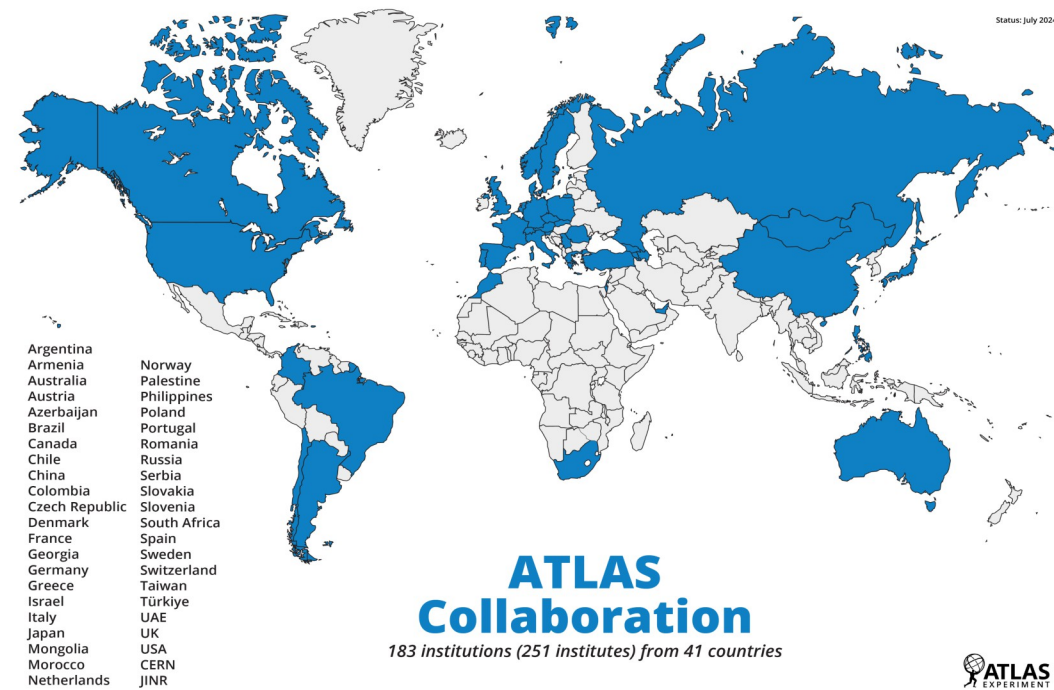 Status: July 2024
Argentina
Armenia
Australia
Austria
Azerbaijan
Brazil
Canada
Chile
China
Colombia
Czech Republic
Denmark
France
Georgia
Germany
Greece
Israel
Italy
Japan
Mongolia
Morocco
Netherlands
Norway
Palestine
Philippines
Poland
Portugal
Romania
Russia
Serbia
Slovakia
Slovenia
South Africa
Spain
Sweden
Switzerland
Taiwan
Türkiye
UAE
UK
USA
CERN
JINR
ATLAS
Collaboration
183 institutions (251 institutes) from 41 countries
ATLAS
EXPERIMENT